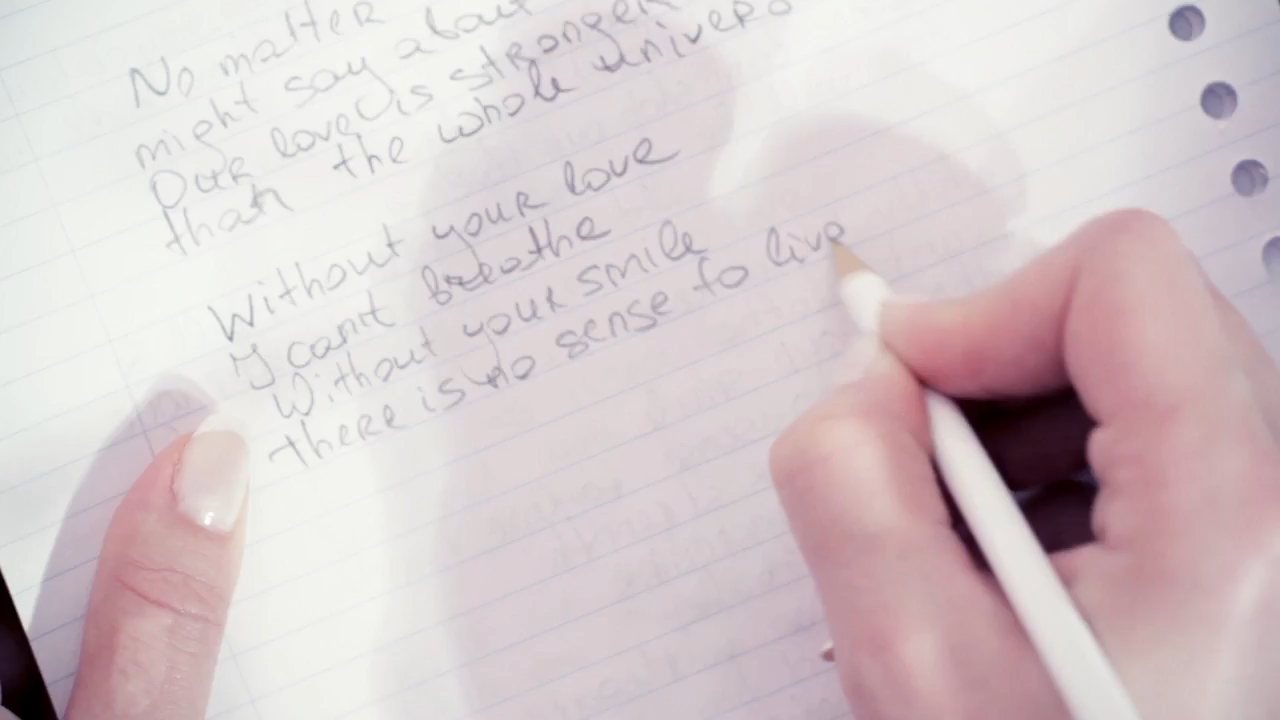 No matter
might say about
Our love is stronger
than the whole univers
Without your love
I can't breathe
Without your smile
there is no sense to live